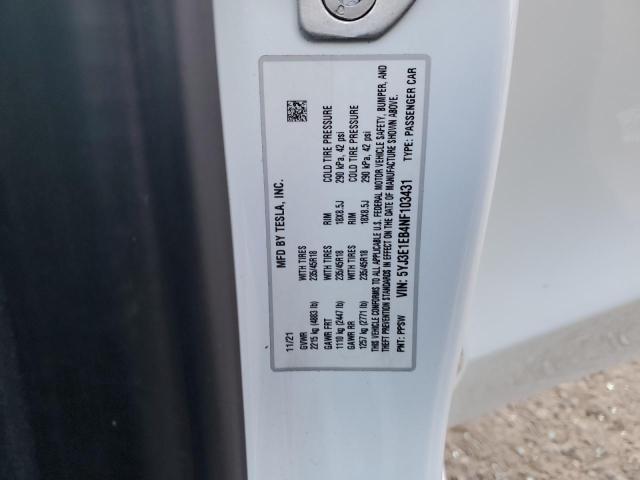 MFD BY TESLA, INC.
11/21
GVWR WITH TIRES RIM COLD TIRE PRESSURE
2215 kg (4883 lb) 235/45R18 18X8.5J 290 kPa, 42 psi
GAWR FRT WITH TIRES RIM COLD TIRE PRESSURE
1110 kg (2447 lb) 235/45R18 18X8.5J 290 kPa, 42 psi
GAWR RR
1257 kg (2771 lb) 235/45R18
THIS VEHICLE CONFORMS TO ALL APPLICABLE U.S. FEDERAL MOTOR VEHICLE SAFETY, BUMPER, AND
THEFT PREVENTION STANDARDS IN EFFECT ON THE DATE OF MANUFACTURE SHOWN ABOVE.
PNT: PPSW VIN: 5YJ3E1EB4NF103431 TYPE: PASSENGER CAR